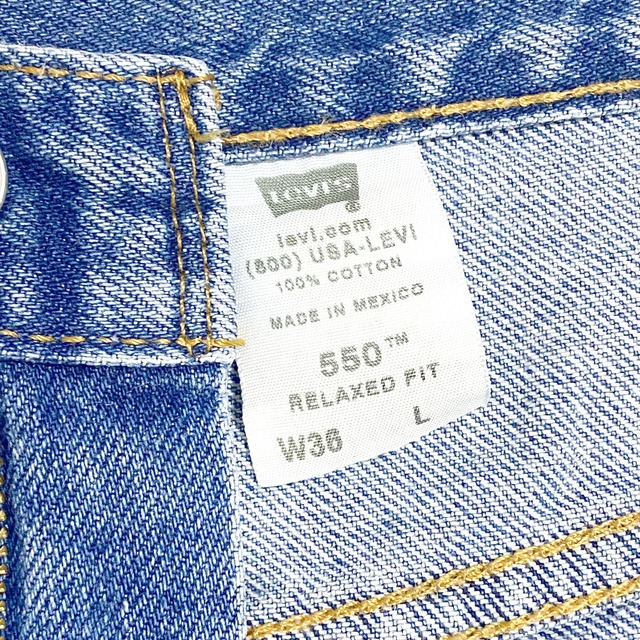 Levi's®
levi.com
(800) USA-LEVI
100% COTTON
MADE IN MEXICO
550™
RELAXED FIT
W36 L